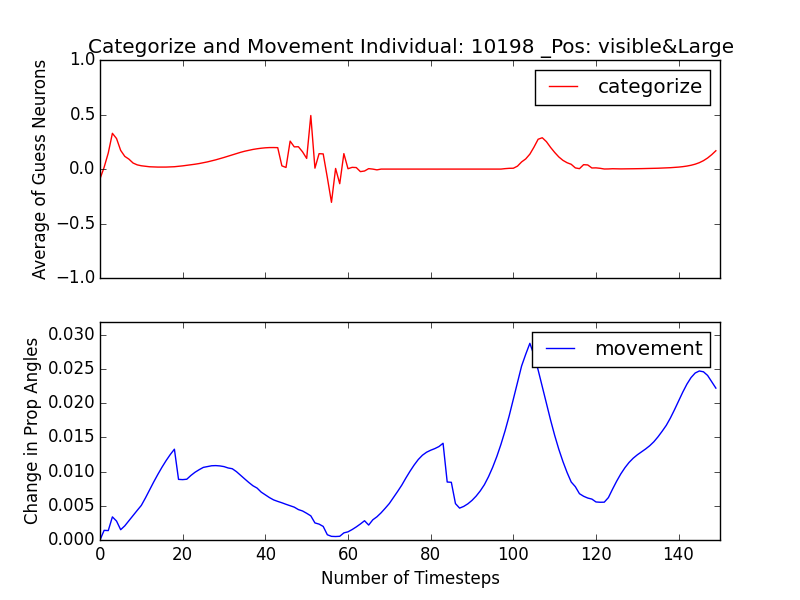 Categorize and Movement Individual: 10198 _Pos: visible&Large
Average of Guess Neurons
1.0
0.5
0.0
−0.5
−1.0
categorize
Change in Prop Angles
0.030
0.025
0.020
0.015
0.010
0.005
0.000
movement
0 20 40 60 80 100 120 140
Number of Timesteps